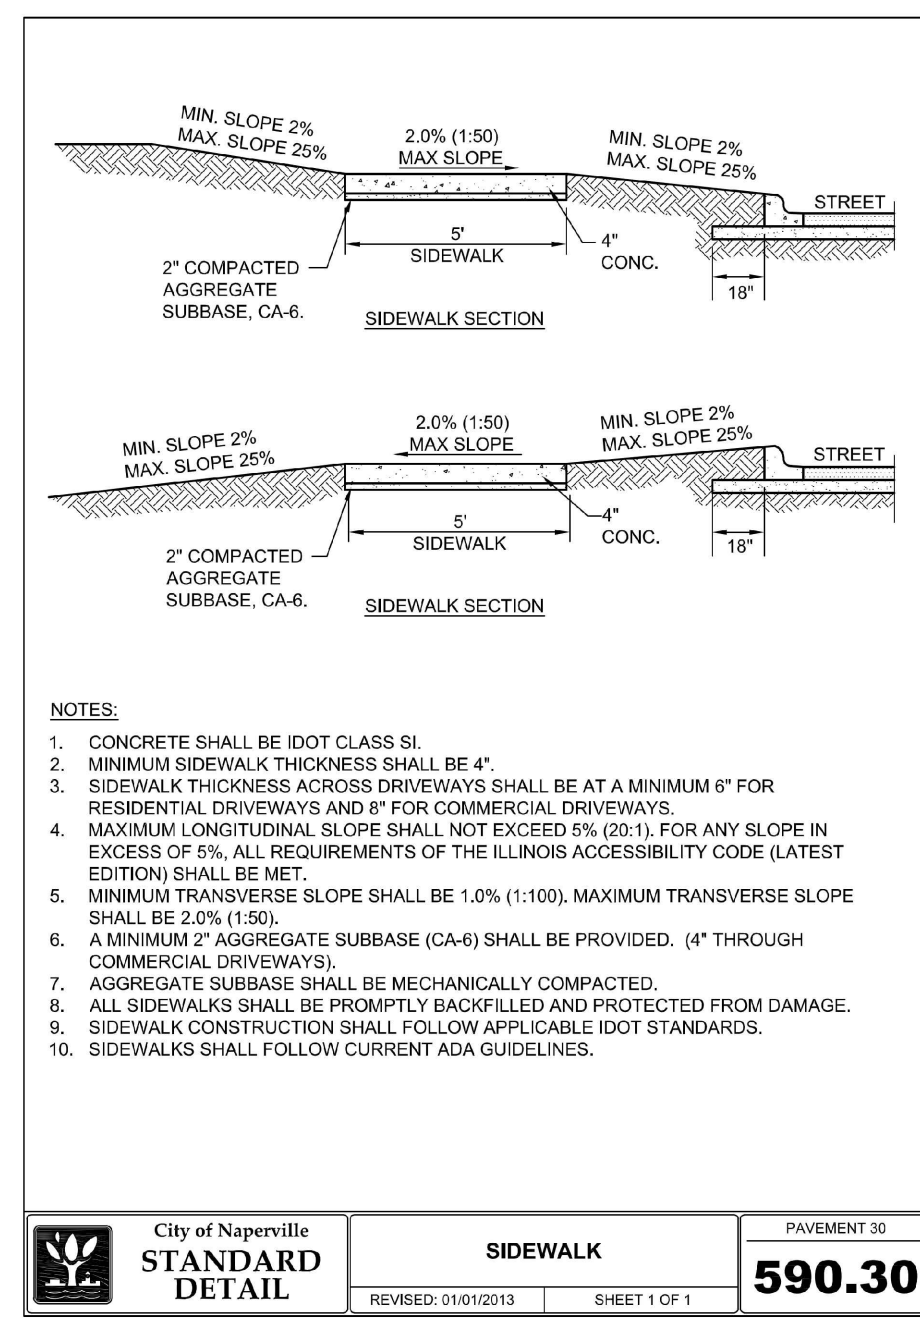 MIN. SLOPE 2%
MAX. SLOPE 25%
2.0% (1:50)
MAX SLOPE
MIN. SLOPE 2%
MAX. SLOPE 25%
STREET
5'
SIDEWALK
4"
CONC.
2" COMPACTED
AGGREGATE
SUBBASE, CA-6.
18"
SIDEWALK SECTION
MIN. SLOPE 2%
MAX. SLOPE 25%
2.0% (1:50)
MAX SLOPE
MIN. SLOPE 2%
MAX. SLOPE 25%
STREET
5'
SIDEWALK
4"
CONC.
2" COMPACTED
AGGREGATE
SUBBASE, CA-6.
18"
SIDEWALK SECTION
NOTES:
1. CONCRETE SHALL BE IDOT CLASS SI.
2. MINIMUM SIDEWALK THICKNESS SHALL BE 4".
3. SIDEWALK THICKNESS ACROSS DRIVEWAYS SHALL BE AT A MINIMUM 6" FOR
RESIDENTIAL DRIVEWAYS AND 8" FOR COMMERCIAL DRIVEWAYS.
4. MAXIMUM LONGITUDINAL SLOPE SHALL NOT EXCEED 5% (20:1). FOR ANY SLOPE IN
EXCESS OF 5%, ALL REQUIREMENTS OF THE ILLINOIS ACCESSIBILITY CODE (LATEST
EDITION) SHALL BE MET.
5. MINIMUM TRANSVERSE SLOPE SHALL BE 1.0% (1:100). MAXIMUM TRANSVERSE SLOPE
SHALL BE 2.0% (1:50).
6. A MINIMUM 2" AGGREGATE SUBBASE (CA-6) SHALL BE PROVIDED. (4" THROUGH
COMMERCIAL DRIVEWAYS).
7. AGGREGATE SUBBASE SHALL BE MECHANICALLY COMPACTED.
8. ALL SIDEWALKS SHALL BE PROMPTLY BACKFILLED AND PROTECTED FROM DAMAGE.
9. SIDEWALK CONSTRUCTION SHALL FOLLOW APPLICABLE IDOT STANDARDS.
10. SIDEWALKS SHALL FOLLOW CURRENT ADA GUIDELINES.
City of Naperville
STANDARD
DETAIL
SIDEWALK
REVISED: 01/01/2013
SHEET 1 OF 1
PAVEMENT 30
590.30